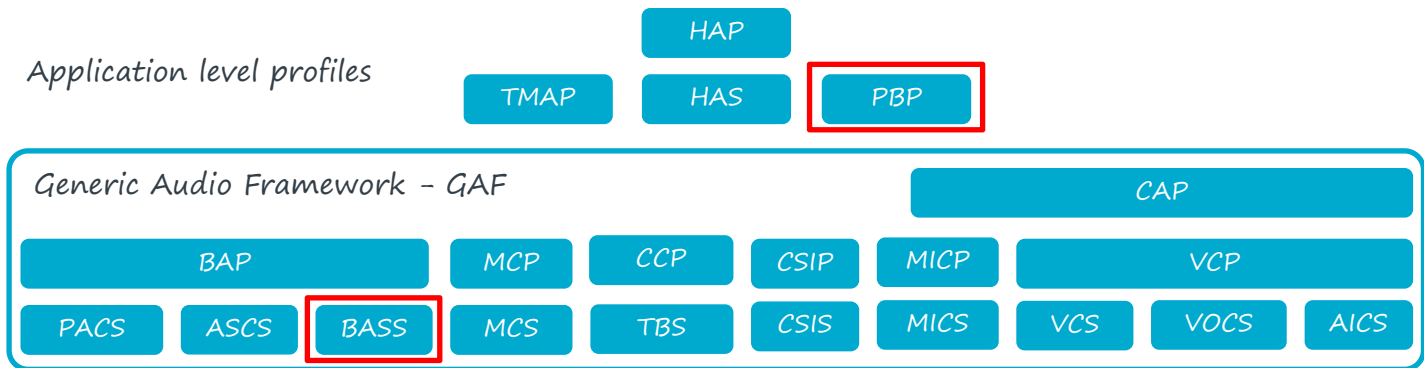 HAP
Application level profiles
TMAP HAS PBP
Generic Audio Framework - GAF
CAP
BAP MCP CCP CSIP MICP VCP
PACS ASCS BASS MCS TBS CSIS MICS VCS VOCS AICS